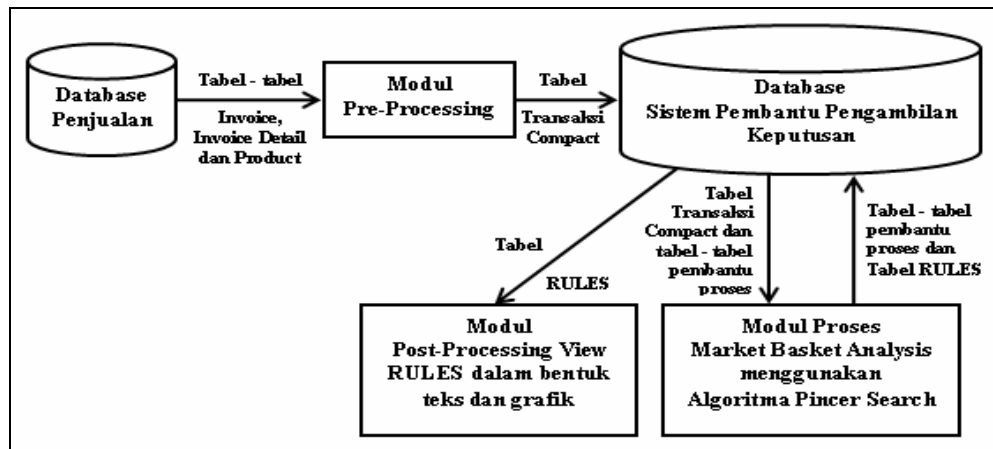 Database
Penjualan
Tabel - tabel
Invoice,
Invoice Detail
dan Product
Modul
Pre-Processing
Tabel
Transaksi
Compact
Database
Sistem Pembantu Pengambilan
Keputusan
Tabel
RULES
Tabel
Transaksi
Compact dan
tabel - tabel
pembantu
proses
Tabel - tabel
pembantu
proses dan
Tabel RULES
Modul
Post-Processing View
RULES dalam bentuk
teks dan grafik
Modul Proses
Market Basket Analysis
menggunakan
Algoritma Pincer Search